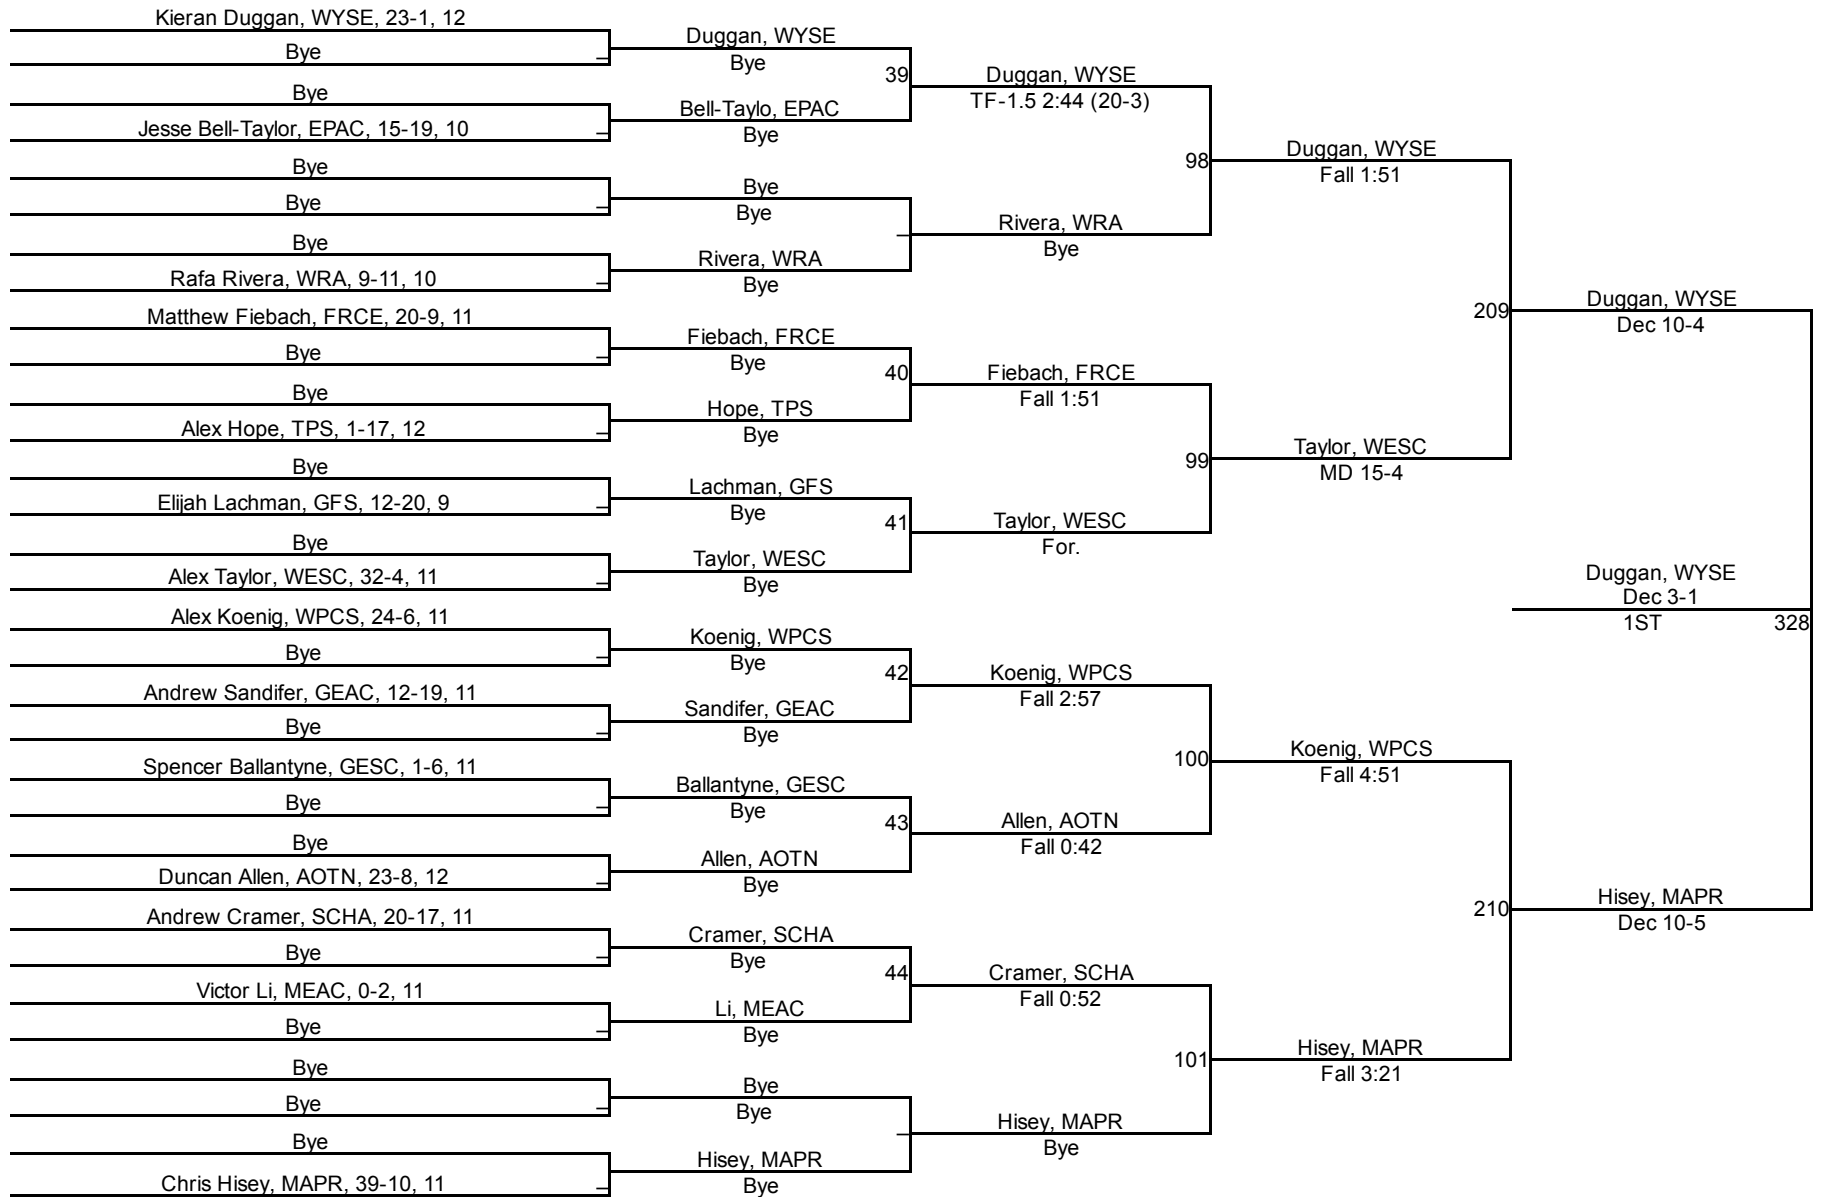 Kieran Duggan, WYSE, 23-1, 12
Bye
Bye
Jesse Bell-Taylor, EPAC, 15-19, 10
Bye
Bye
Bye
Rafa Rivera, WRA, 9-11, 10
Matthew Fiebach, FRCE, 20-9, 11
Bye
Bye
Alex Hope, TPS, 1-17, 12
Bye
Elijah Lachman, GFS, 12-20, 9
Bye
Alex Taylor, WESC, 32-4, 11
Alex Koenig, WPCS, 24-6, 11
Bye
Andrew Sandifer, GEAC, 12-19, 11
Bye
Spencer Ballantyne, GESC, 1-6, 11
Bye
Bye
Duncan Allen, AOTN, 23-8, 12
Andrew Cramer, SCHA, 20-17, 11
Bye
Victor Li, MEAC, 0-2, 11
Bye
Bye
Bye
Bye
Chris Hisey, MAPR, 39-10, 11
Duggan, WYSE
Bye
39
Bell-Taylo, EPAC
Bye
Bye
Bye
Rivera, WRA
Bye
Fiebach, FRCE
Bye
40
Hope, TPS
Bye
Lachman, GFS
Bye
41
Taylor, WESC
Bye
Koenig, WPCS
Bye
42
Sandifer, GEAC
Bye
Ballantyne, GESC
Bye
43
Allen, AOTN
Bye
Cramer, SCHA
Bye
44
Li, MEAC
Bye
Bye
Bye
Hisey, MAPR
Bye
Duggan, WYSE
TF-1.5 2:44 (20-3)
98
Rivera, WRA
Bye
Fiebach, FRCE
Fall 1:51
99
Taylor, WESC
For.
Koenig, WPCS
Fall 2:57
100
Allen, AOTN
Fall 0:42
Cramer, SCHA
Fall 0:52
101
Hisey, MAPR
Bye
Duggan, WYSE
Fall 1:51
209
Taylor, WESC
MD 15-4
Koenig, WPCS
Fall 4:51
210
Hisey, MAPR
Fall 3:21
Duggan, WYSE
Dec 10-4
Duggan, WYSE
Dec 3-1
1ST
328
Hisey, MAPR
Dec 10-5